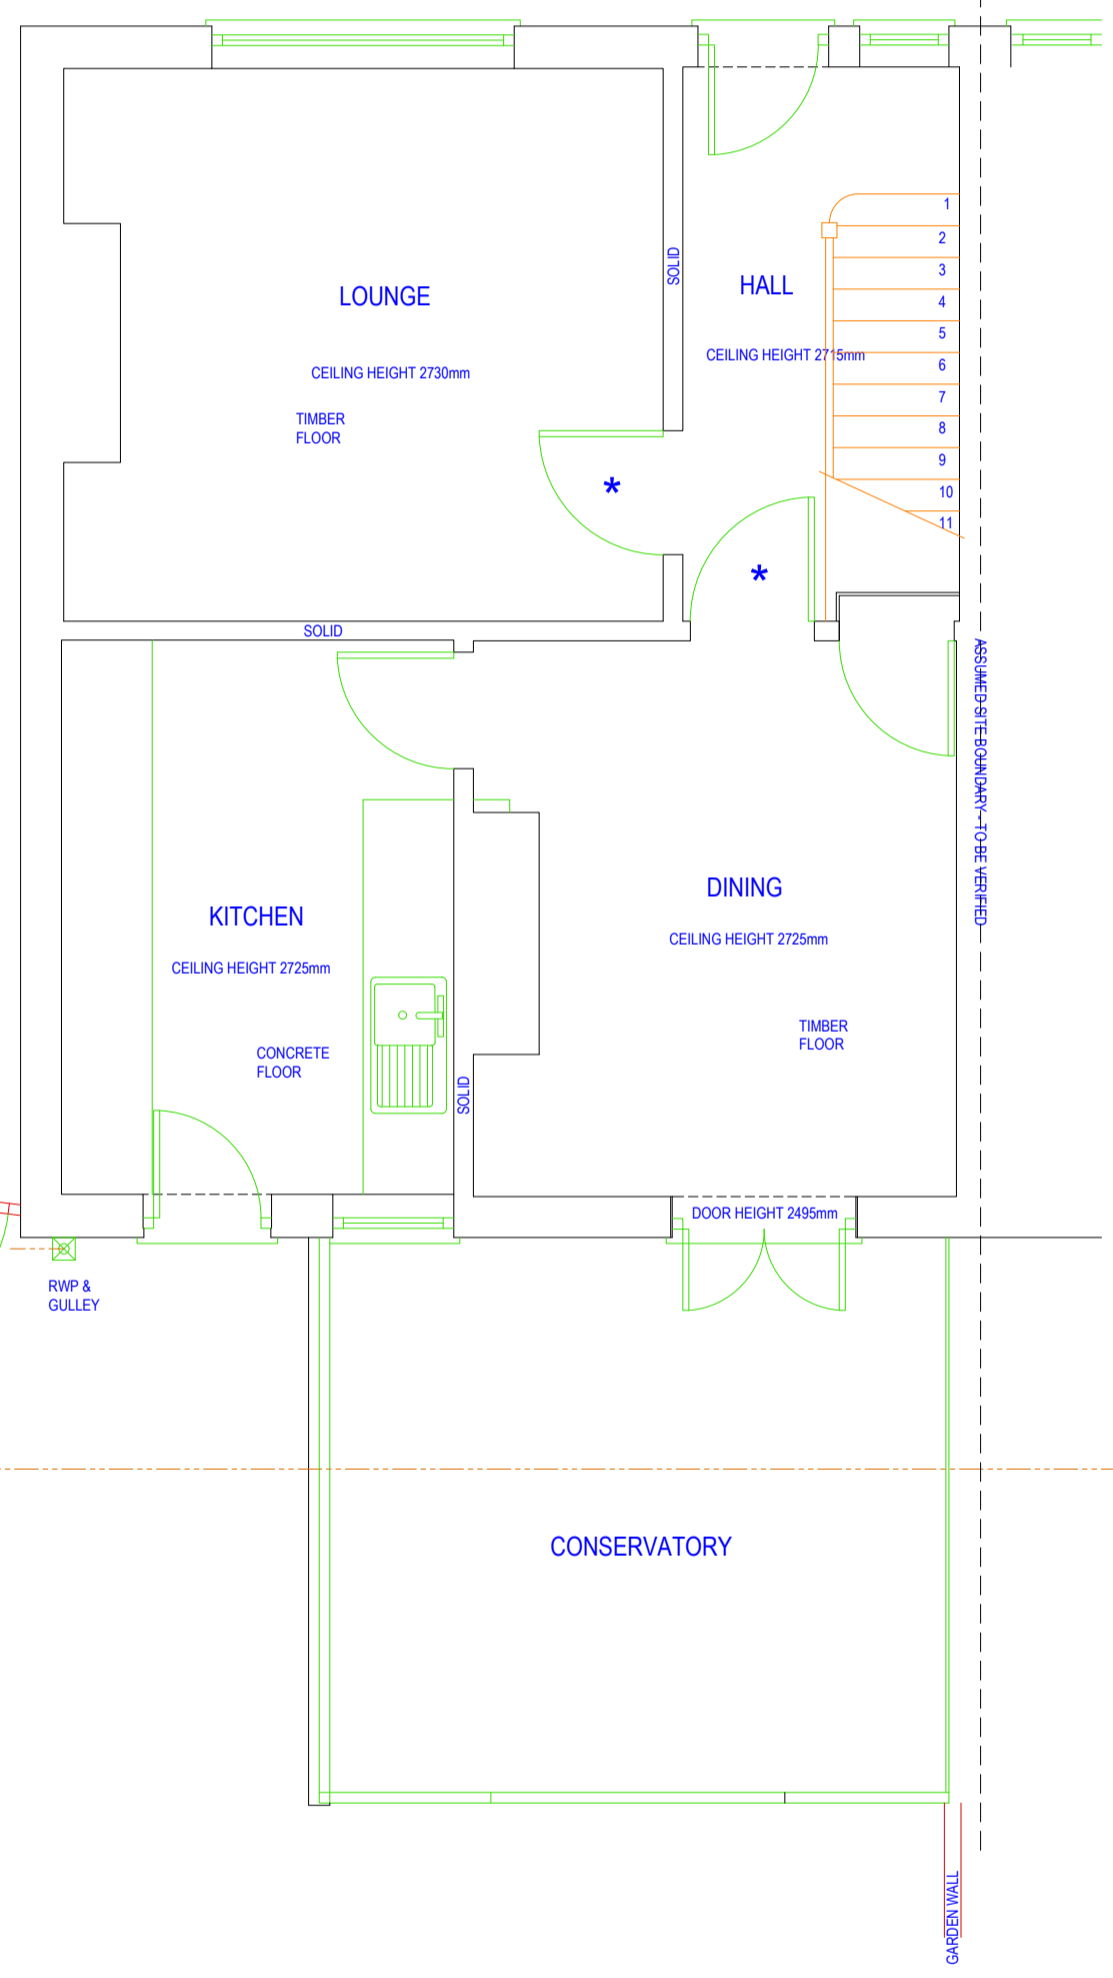 LOUNGE
CEILING HEIGHT 2730mm
TIMBER
FLOOR
SOLID
HALL
CEILING HEIGHT 2715mm
1
2
3
4
5
6
7
8
9
10
11
*
*
SOLID
KITCHEN
CEILING HEIGHT 2725mm
CONCRETE
FLOOR
SOLID
DINING
CEILING HEIGHT 2725mm
TIMBER
FLOOR
DOOR HEIGHT 2495mm
ASSUMED SITE BOUNDARY - TO BE VERIFIED
RWP &
GULLEY
CONSERVATORY
GARDEN WALL